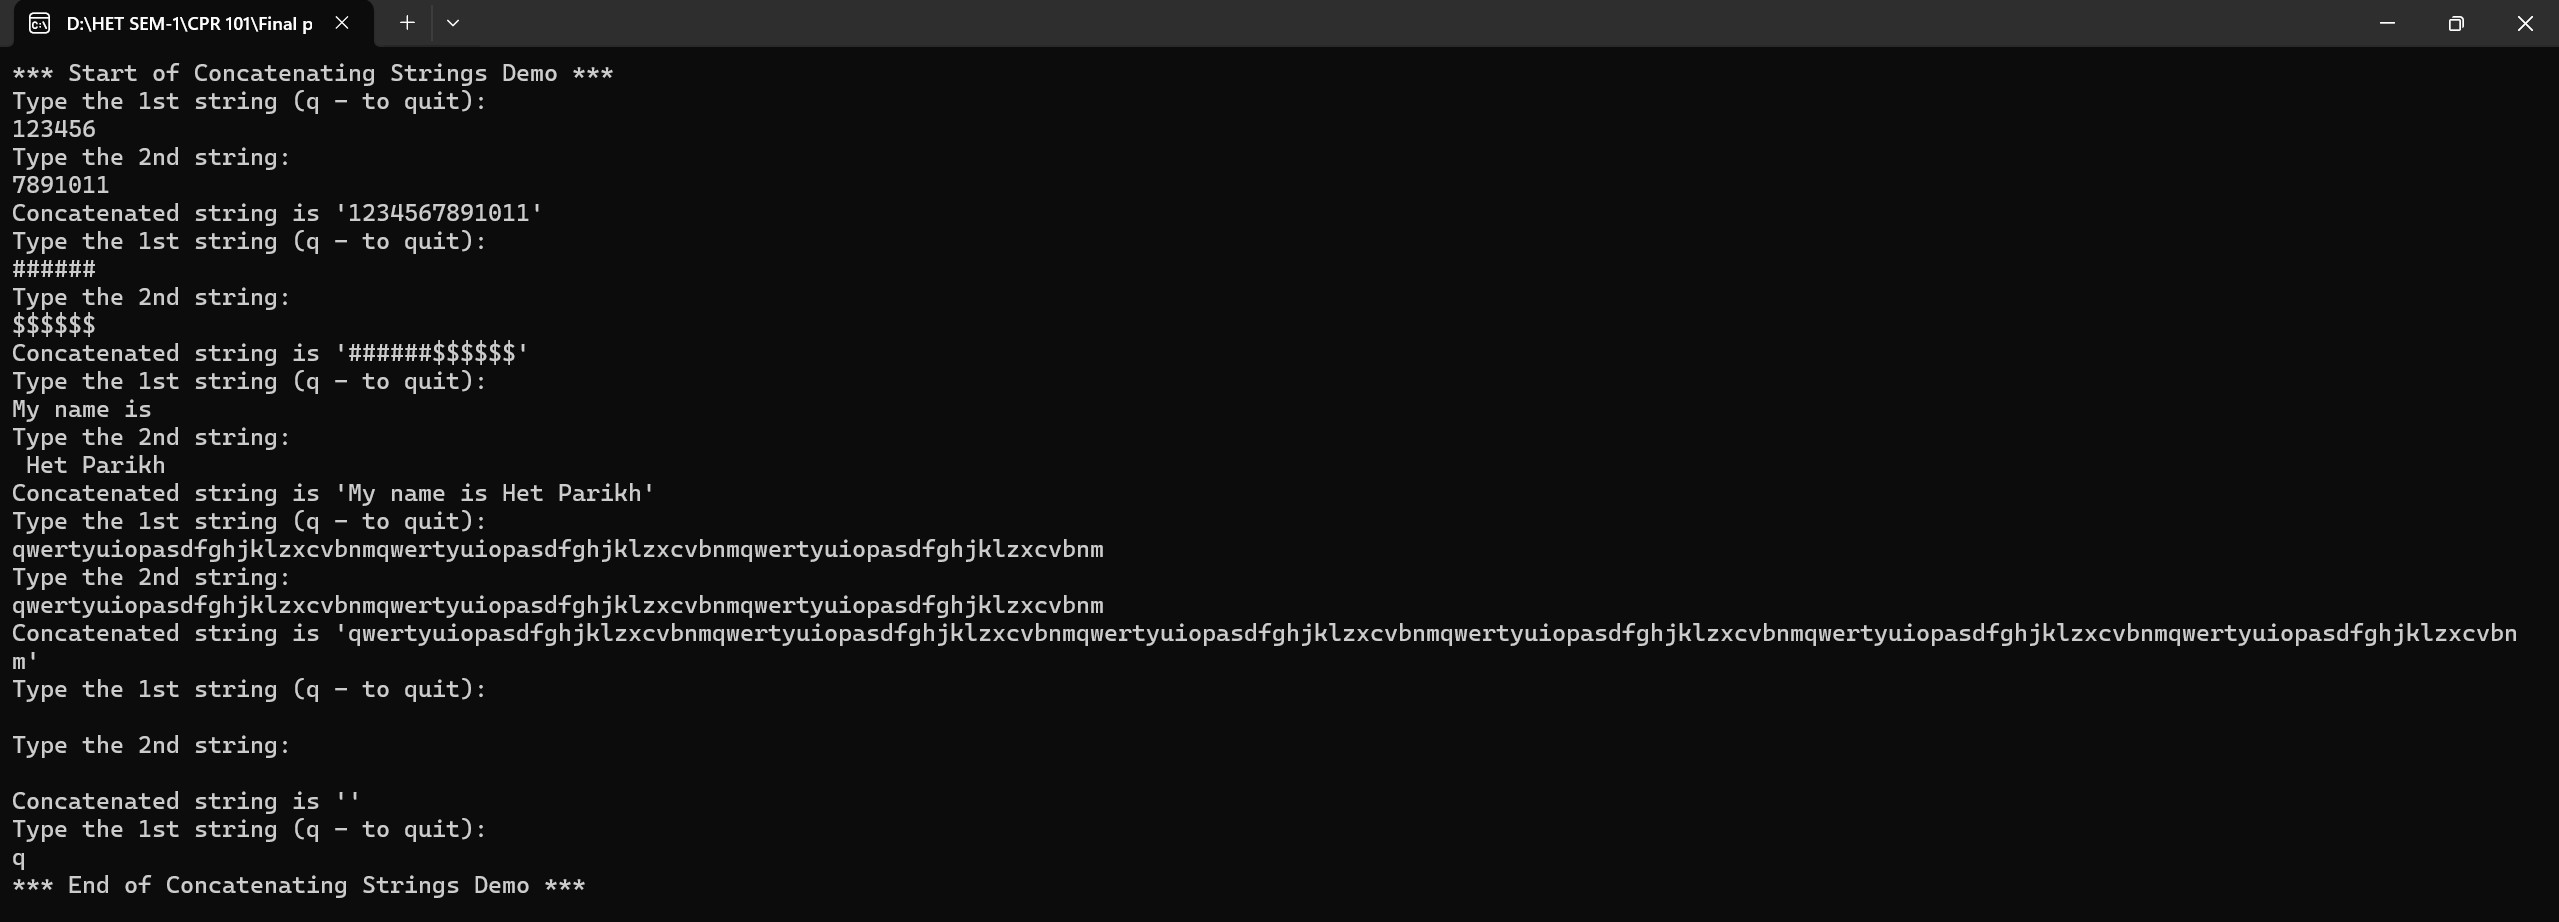 D:\HET SEM-1\CPR 101\Final p
*** Start of Concatenating Strings Demo ***
Type the 1st string (q - to quit):
123456
Type the 2nd string:
7891011
Concatenated string is '1234567891011'
Type the 1st string (q - to quit):
######
Type the 2nd string:
$$$$$$
Concatenated string is '######$$$$$$'
Type the 1st string (q - to quit):
My name is
Type the 2nd string:
 Het Parikh
Concatenated string is 'My name is Het Parikh'
Type the 1st string (q - to quit):
qwertyuiopasdfghjklzxcvbnmqwertyuiopasdfghjklzxcvbnmqwertyuiopasdfghjklzxcvbnm
Type the 2nd string:
qwertyuiopasdfghjklzxcvbnmqwertyuiopasdfghjklzxcvbnmqwertyuiopasdfghjklzxcvbnm
Concatenated string is 'qwertyuiopasdfghjklzxcvbnmqwertyuiopasdfghjklzxcvbnmqwertyuiopasdfghjklzxcvbnmqwertyuiopasdfghjklzxcvbnmqwertyuiopasdfghjklzxcvbnmqwertyuiopasdfghjklzxcvbn
m'
Type the 1st string (q - to quit):

Type the 2nd string:

Concatenated string is ''
Type the 1st string (q - to quit):
q
*** End of Concatenating Strings Demo ***